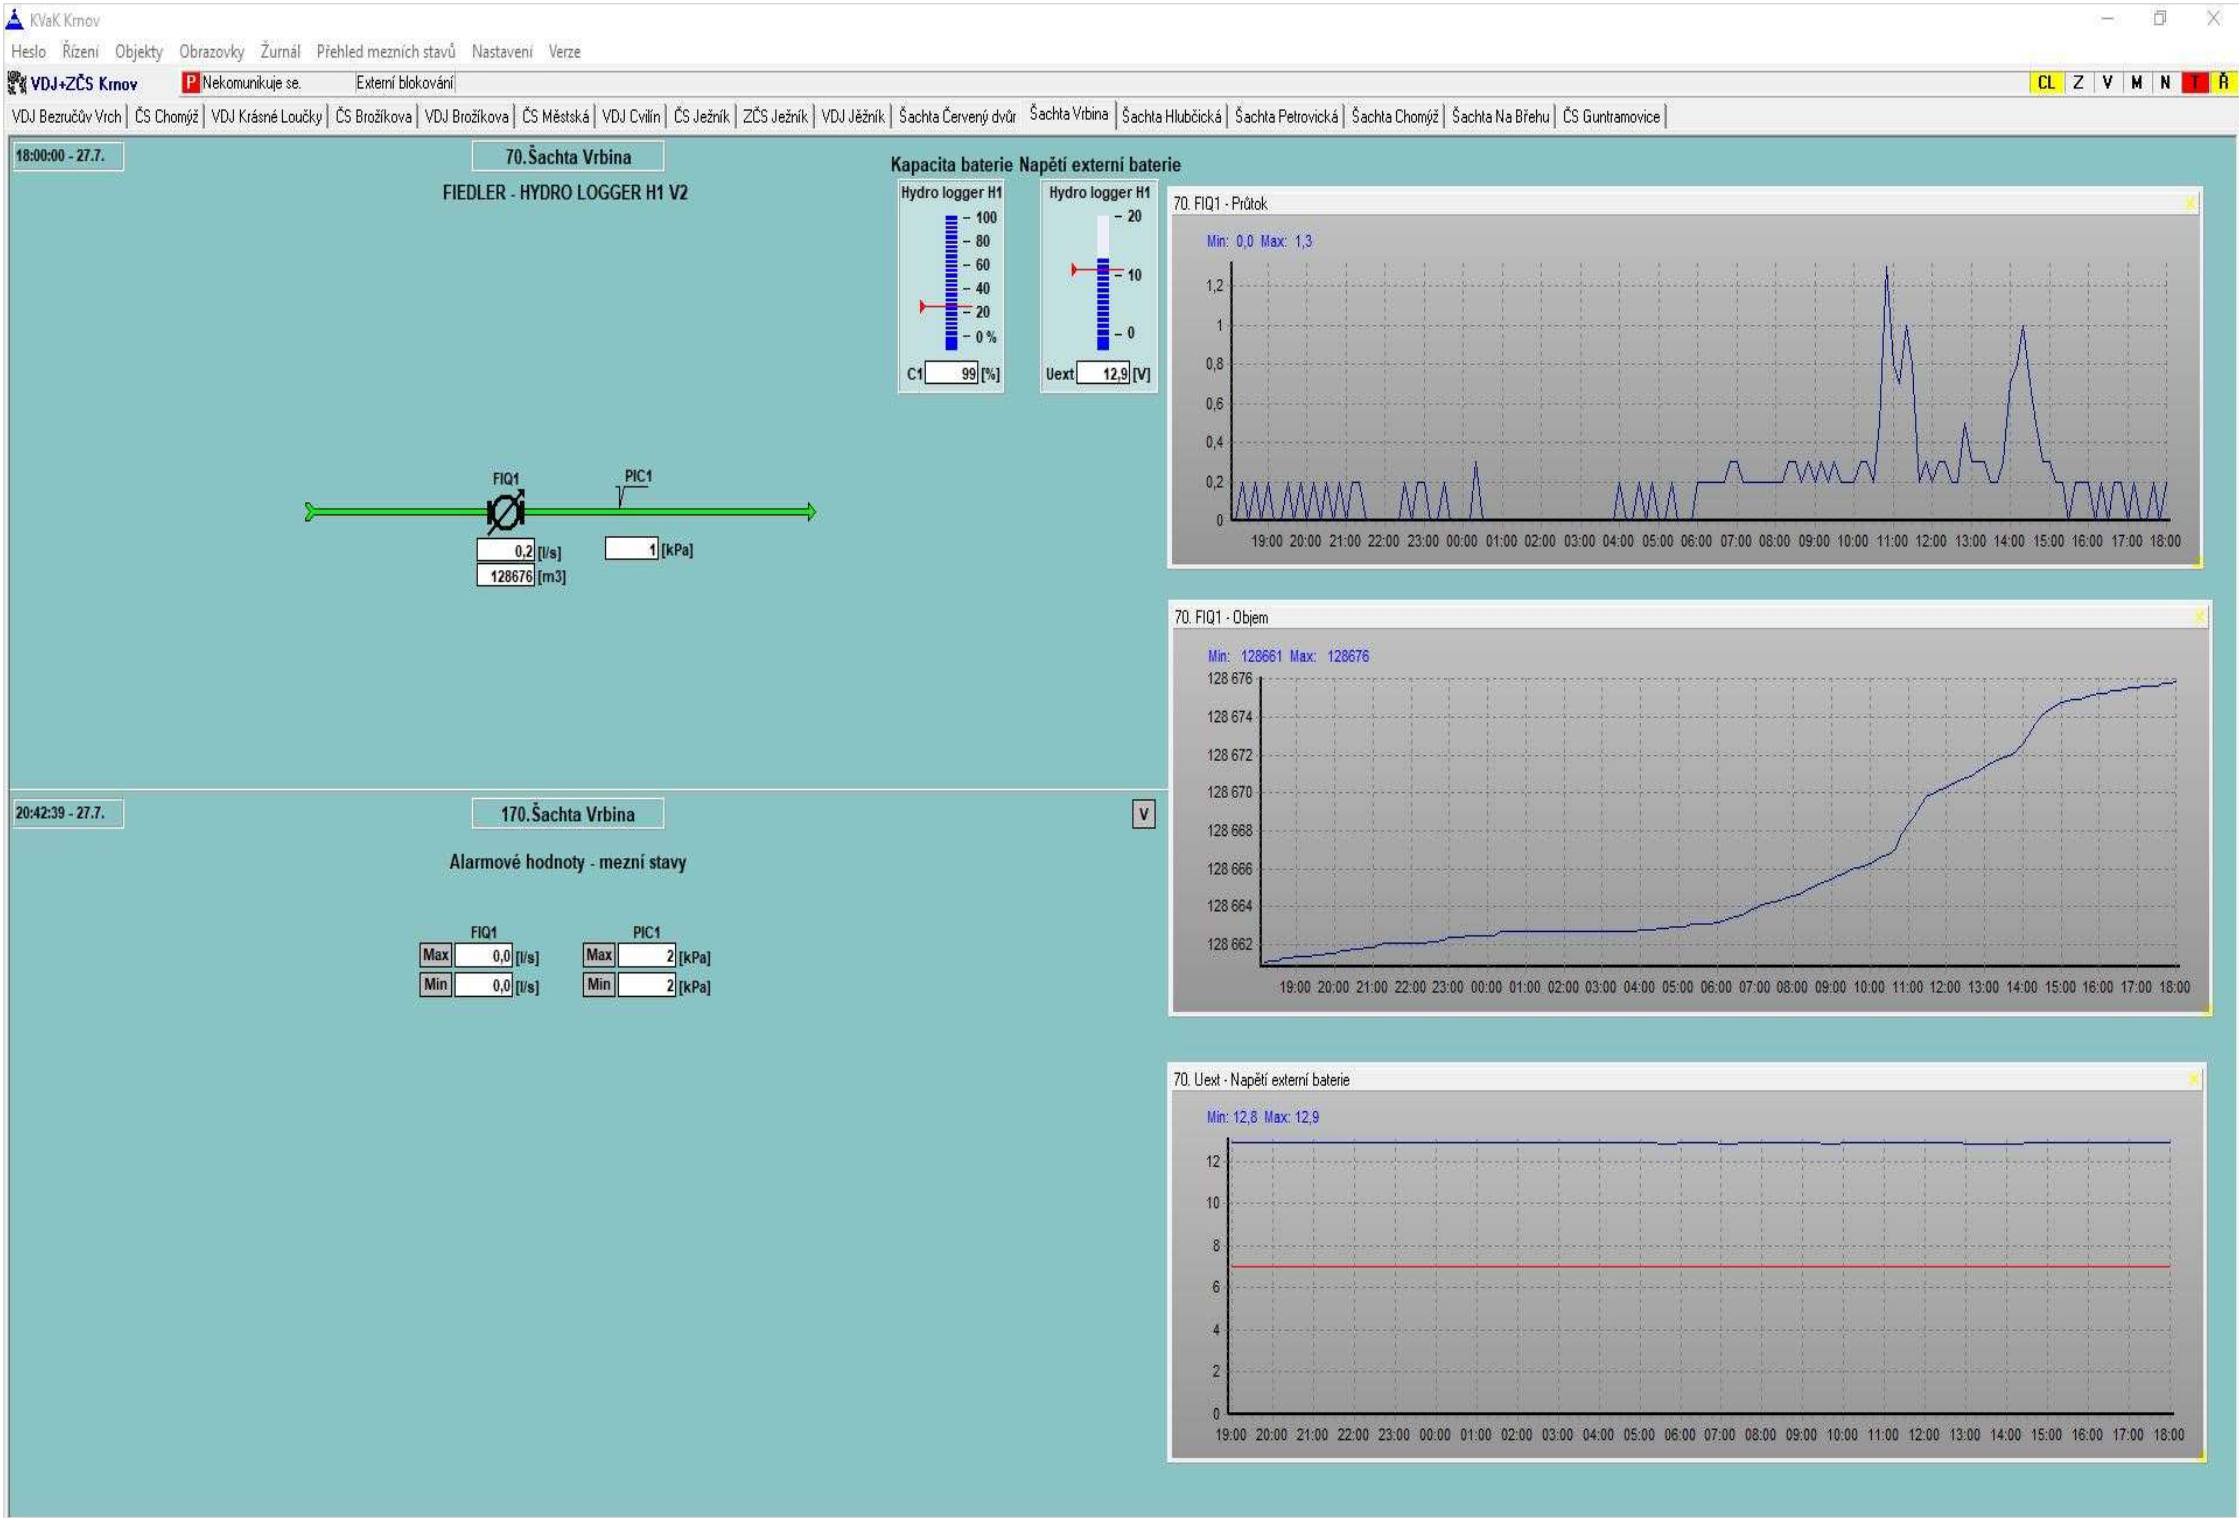 KVaK Krnov
Heslo Řízení Objekty Obrazovky Žurnál Přehled mezních stavů Nastavení Verze
VDJ+ZČS Krnov P Nekomunikuje se. Externí blokování CL Z V M N T Ř
VDJ Bezručův Vrch ČS Chomýž VDJ Krásné Loučky ČS Brožíkova VDJ Brožíkova ČS Městská VDJ Cvilín ČS Ježník ZČS Ježník VDJ Jěžník Šachta Červený dvůr Šachta Vrbina Šachta Hlubčická Šachta Petrovická Šachta Chomýž Šachta Na Břehu ČS Guntramovice
18:00:00 - 27.7.
70.Šachta Vrbina
FIEDLER - HYDRO LOGGER H1 V2
Kapacita baterie Napětí externí baterie
Hydro logger H1
100
80
60
40
20
0 %
C1 99 [%]
Hydro logger H1
20
10
0
Uext 12,9 [V]
FIQ1
PIC1
0,2 [l/s]
1 [kPa]
128676 [m3]
70. FIQ1 - Průtok
Min: 0,0 Max: 1,3
1,2
1
0,8
0,6
0,4
0,2
0
19:00 20:00 21:00 22:00 23:00 00:00 01:00 02:00 03:00 04:00 05:00 06:00 07:00 08:00 09:00 10:00 11:00 12:00 13:00 14:00 15:00 16:00 17:00 18:00
70. FIQ1 - Objem
Min: 128661 Max: 128676
128 676
128 674
128 672
128 670
128 668
128 666
128 664
128 662
19:00 20:00 21:00 22:00 23:00 00:00 01:00 02:00 03:00 04:00 05:00 06:00 07:00 08:00 09:00 10:00 11:00 12:00 13:00 14:00 15:00 16:00 17:00 18:00
20:42:39 - 27.7.
170.Šachta Vrbina
V
Alarmové hodnoty - mezní stavy
FIQ1
Max 0,0 [l/s]
Min 0,0 [l/s]
PIC1
Max 2 [kPa]
Min 2 [kPa]
70. Uext - Napětí externí baterie
Min: 12,8 Max: 12,9
12
10
8
6
4
2
0
19:00 20:00 21:00 22:00 23:00 00:00 01:00 02:00 03:00 04:00 05:00 06:00 07:00 08:00 09:00 10:00 11:00 12:00 13:00 14:00 15:00 16:00 17:00 18:00